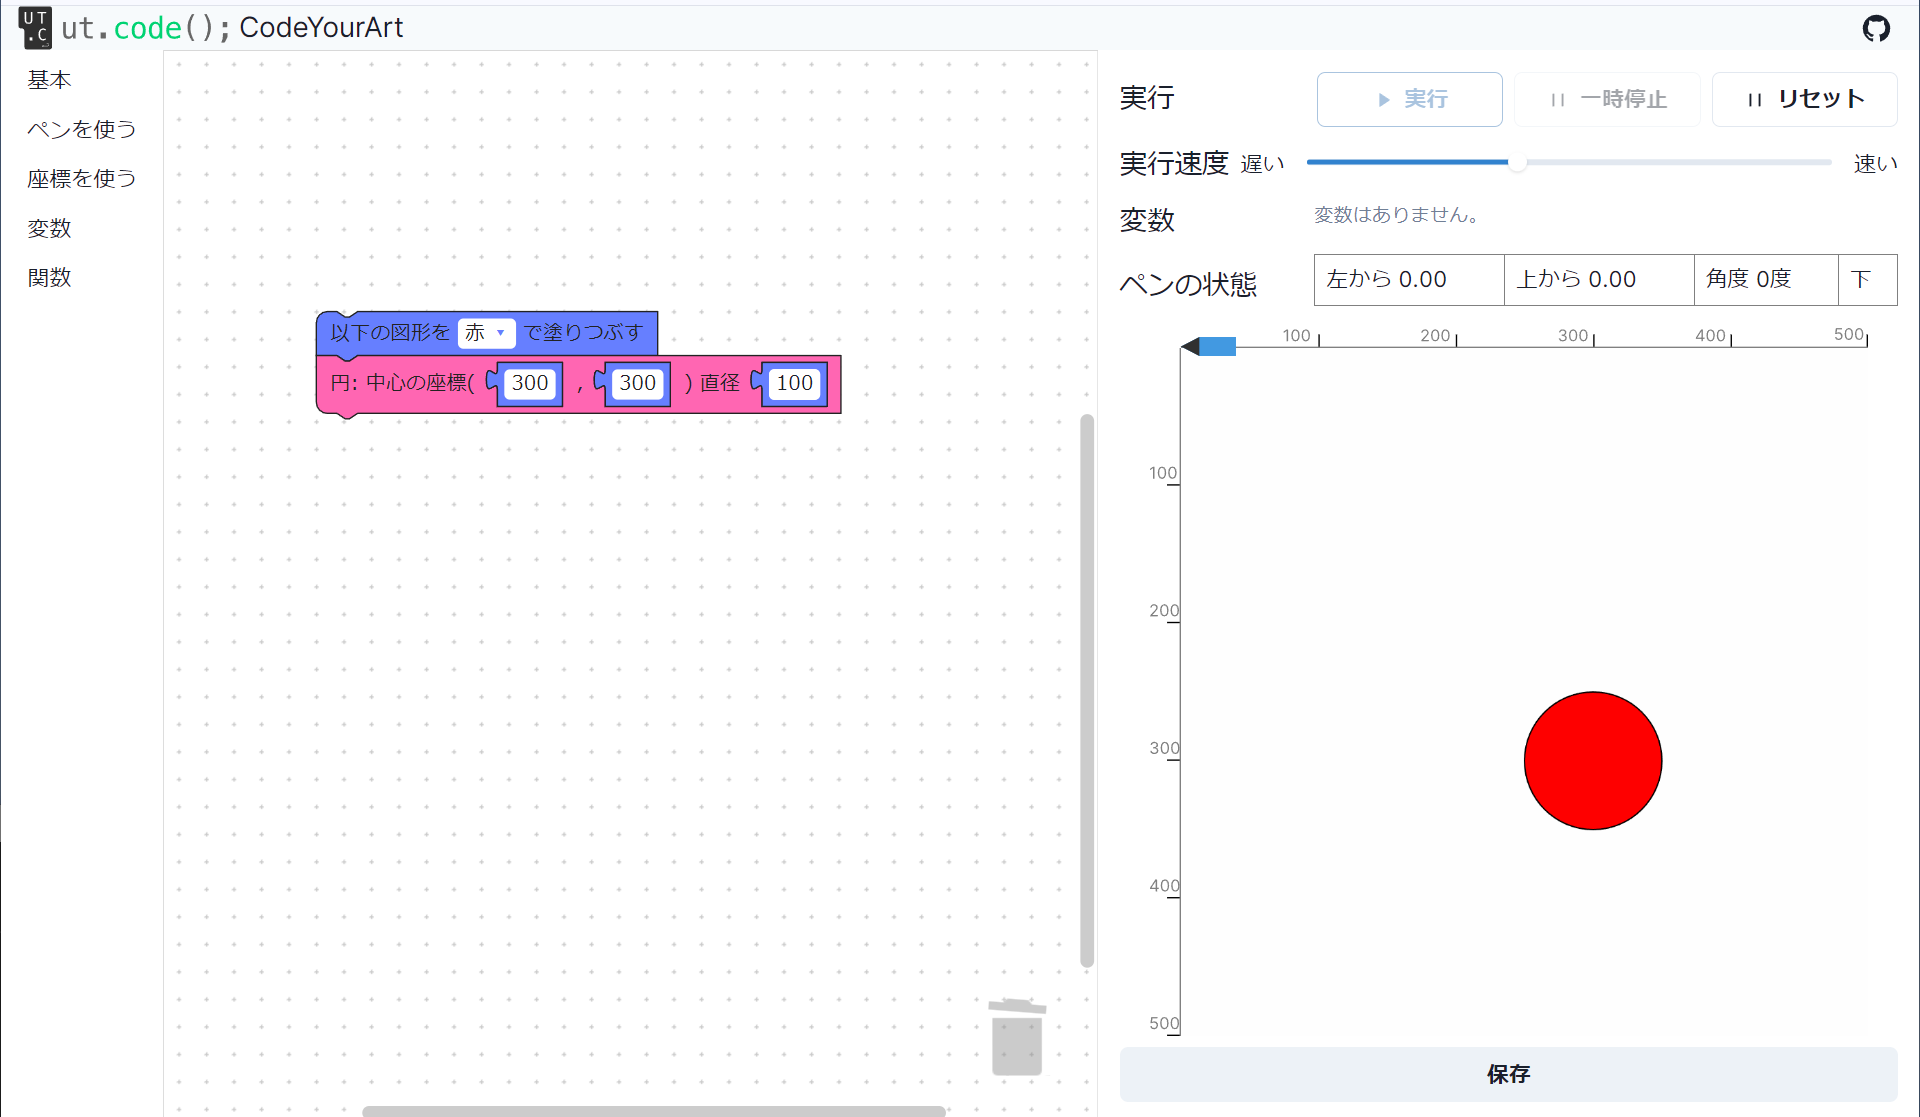 UT
.C
ut.code(); CodeYourArt
基本
ペンを使う
座標を使う
変数
関数
以下の図形を 赤 で塗りつぶす
円: 中心の座標( 300 , 300 ) 直径 100
実行 実行 一時停止 リセット
実行速度 遅い 速い
変数 変数はありません。
ペンの状態 左から 0.00 上から 0.00 角度 0度 下
100 200 300 400 500
100
200
300
400
500
保存